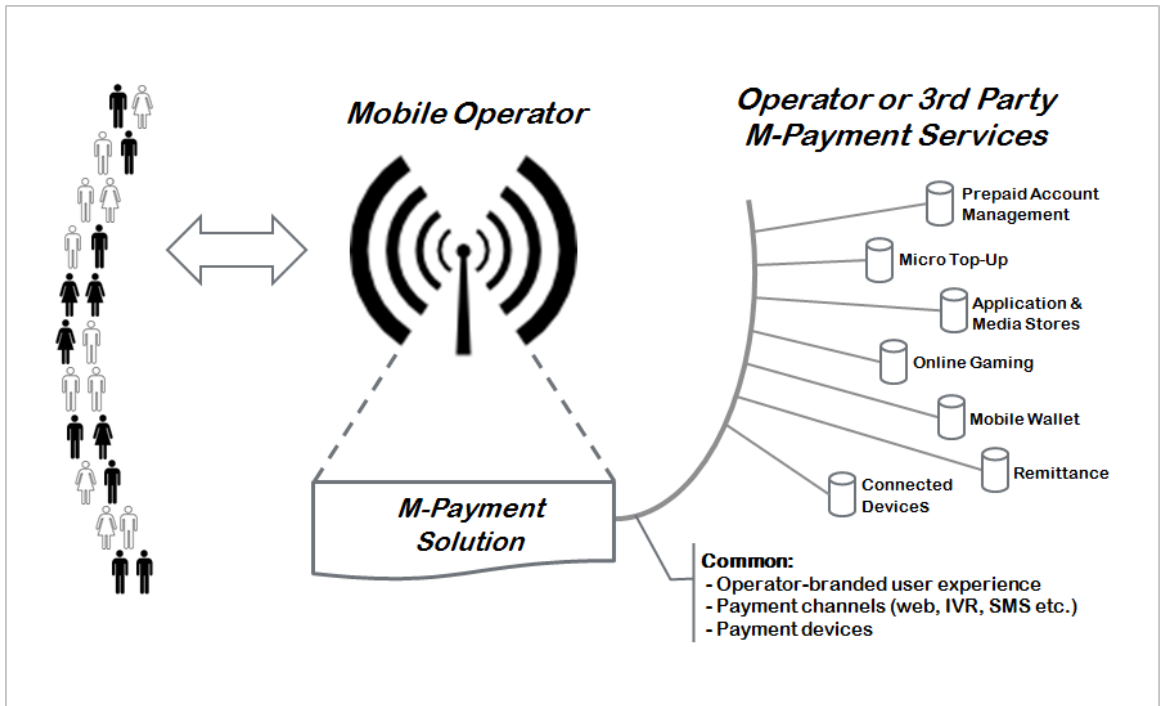 Mobile Operator
Operator or 3rd Party
M-Payment Services
Prepaid Account
Management
Micro Top-Up
Application &
Media Stores
Online Gaming
Mobile Wallet
Remittance
Connected
Devices
M-Payment
Solution
Common:
- Operator-branded user experience
- Payment channels (web, IVR, SMS etc.)
- Payment devices